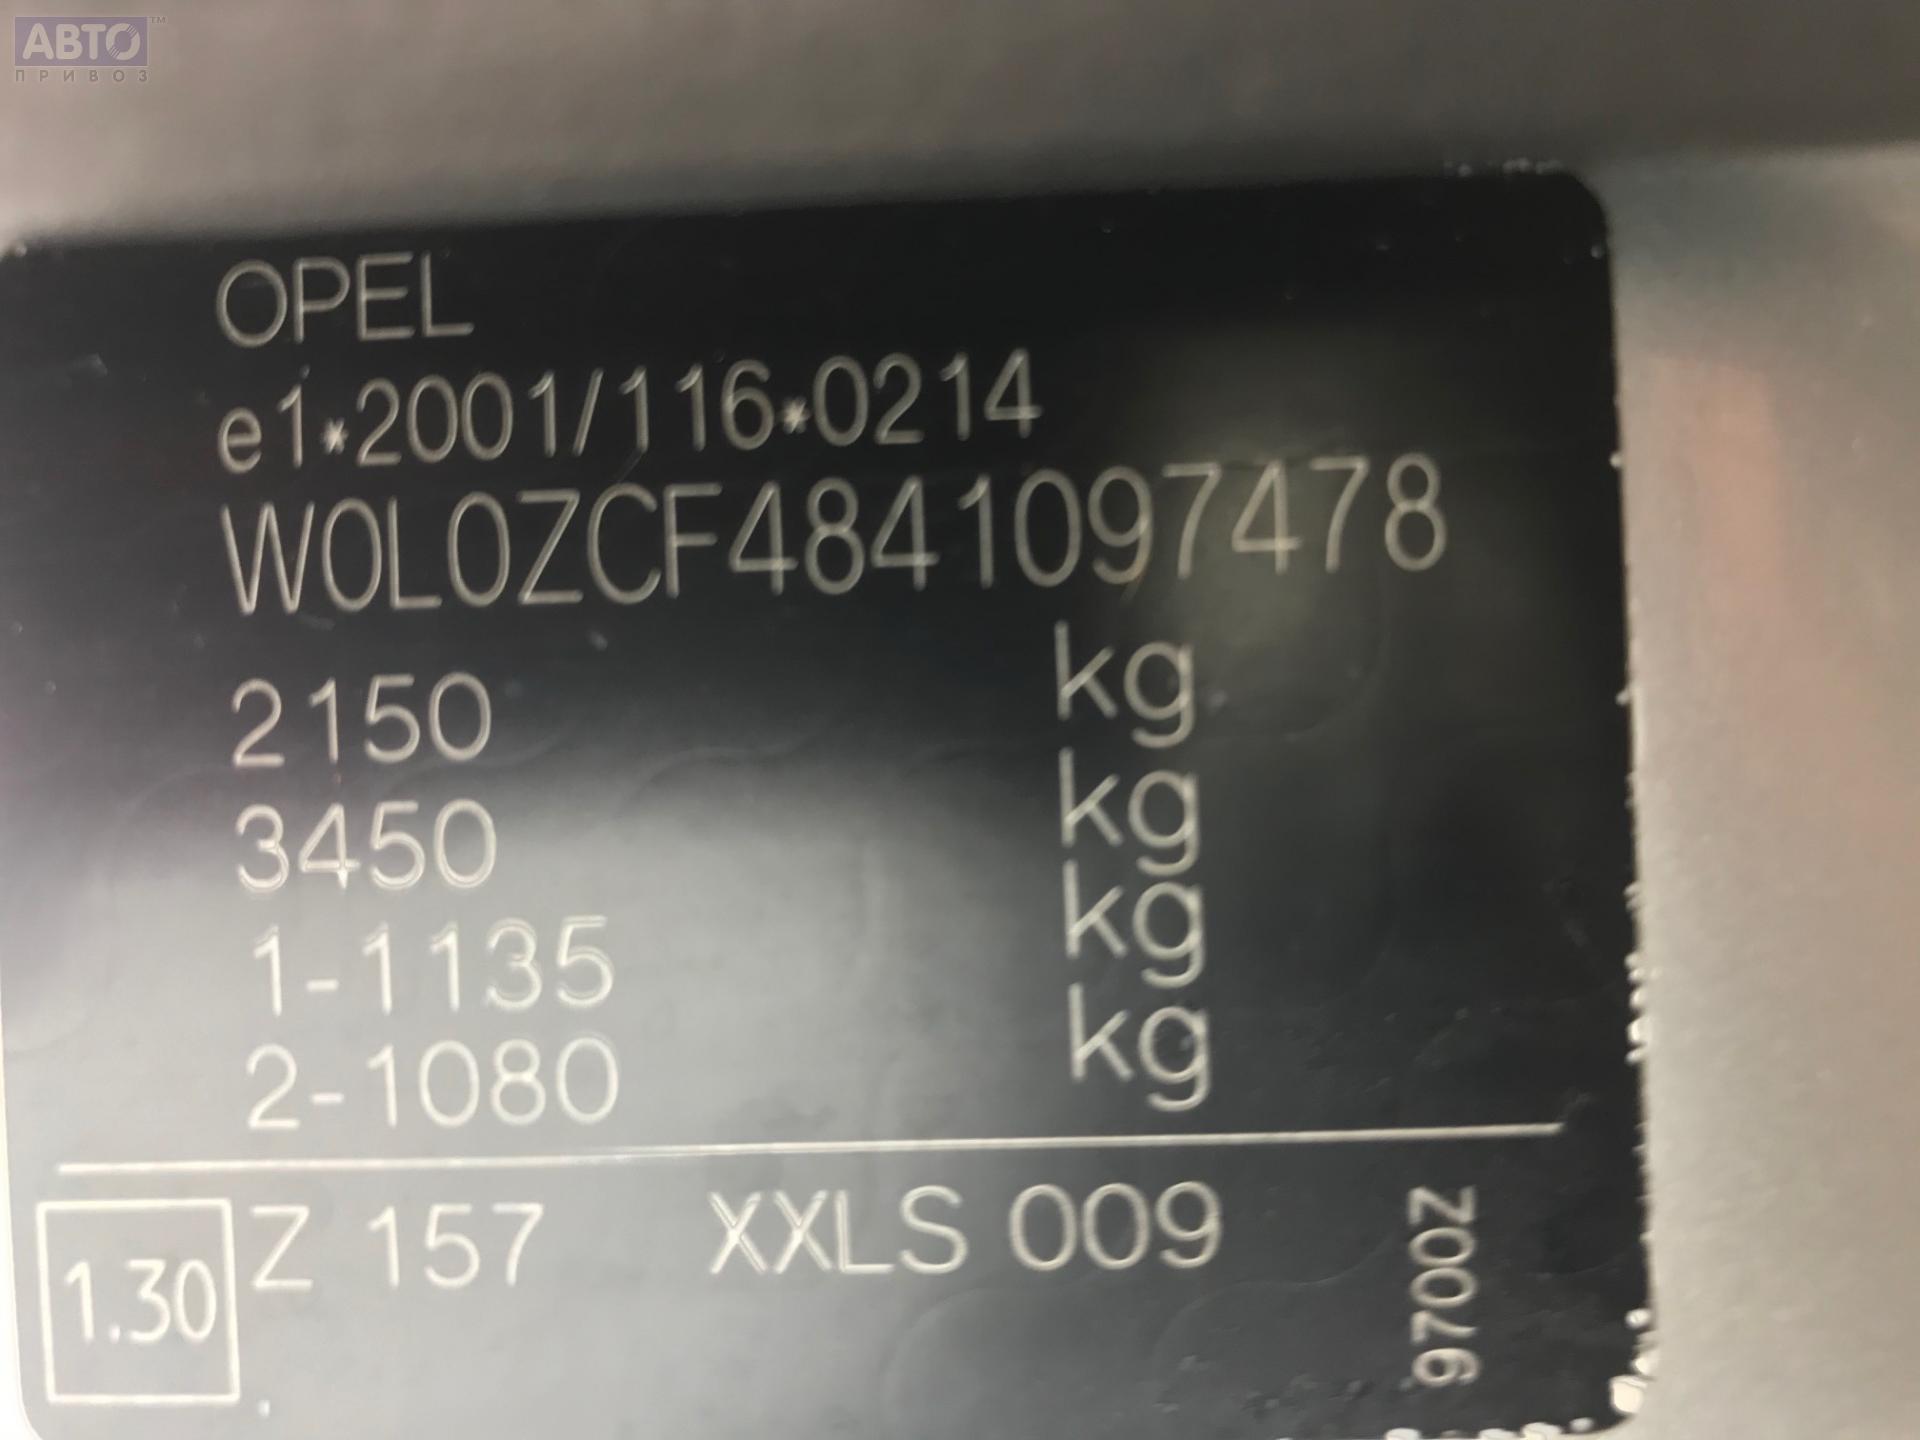 АВТО™
ПРИВОЗ
OPEL
e1*2001/116*0214
W0L0ZCF4841097478
2150 kg
3450 kg
1-1135 kg
2-1080 kg
1.30 Z 157 XXLS 009
9700Z